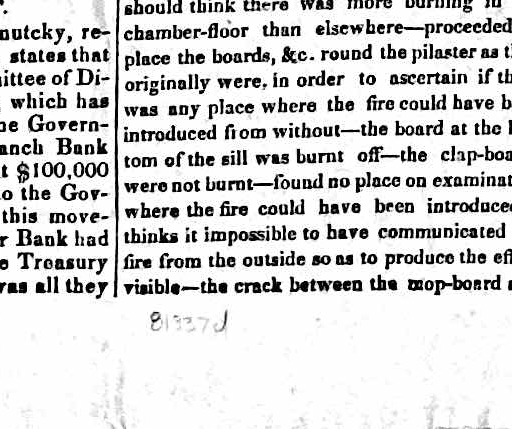 nutcky, re-
states that
ittee of Di-
which has
he Govern-
anch Bank
t $100,000
o the Gov-
this move-
r Bank had
e Treasury
was all they
should think there was more burning in
chamber-floor than elsewhere—proceeded
place the boards, &c. round the pilaster as t
originally were, in order to ascertain if th
was any place where the fire could have b
introduced from without—the board at the b
tom of the sill was burnt off—the clap-boa
were not burnt—found no place on examinat
where the fire could have been introduce
thinks it impossible to have communicated
fire from the outside so as to produce the eff
visible—the crack between the mop-board